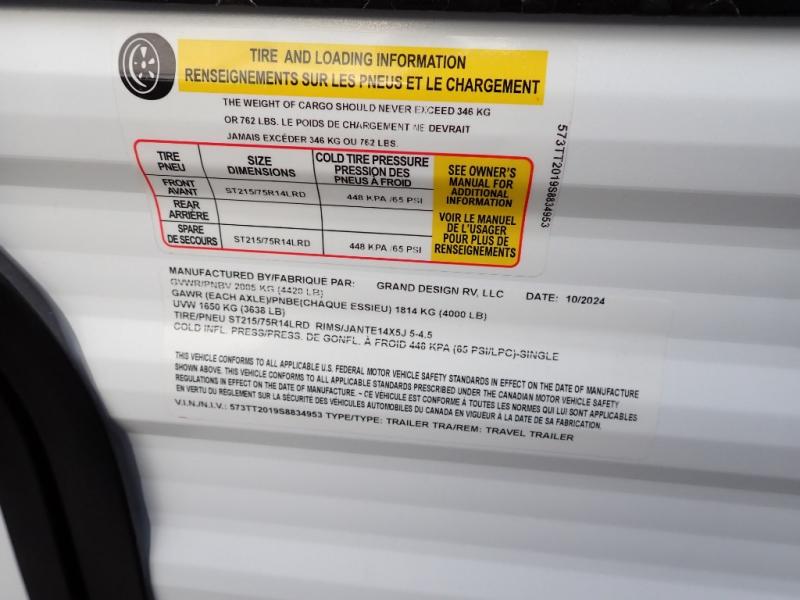 TIRE AND LOADING INFORMATION
RENSEIGNEMENTS SUR LES PNEUS ET LE CHARGEMENT
THE WEIGHT OF CARGO SHOULD NEVER EXCEED 346 KG
OR 762 LBS. LE POIDS DE CHARGEMENT NE DEVRAIT
JAMAIS EXCÉDER 346 KG OU 762 LBS.
TIRE
PNEU
SIZE
DIMENSIONS
COLD TIRE PRESSURE
PRESSION DES
PNEUS À FROID
FRONT
AVANT
ST215/75R14LRD
448 KPA /65 PSI
REAR
ARRIÈRE
SPARE
DE SECOURS
ST215/75R14LRD
448 KPA /65 PSI
SEE OWNER'S
MANUAL FOR
ADDITIONAL
INFORMATION
VOIR LE MANUEL
DE L'USAGER
POUR PLUS DE
RENSEIGNEMENTS
573TT2019S8834953
MANUFACTURED BY/FABRIQUE PAR: GRAND DESIGN RV, LLC DATE: 10/2024
GVWR/PNBV 2005 KG (4420 LB)
GAWR (EACH AXLE)/PNBE(CHAQUE ESSIEU) 1814 KG (4000 LB)
UVW 1650 KG (3638 LB)
TIRE/PNEU ST215/75R14LRD RIMS/JANTE14X5J 5-4.5
COLD INFL. PRESS/PRESS. DE GONFL. À FROID 448 KPA (65 PSI/LPC)-SINGLE
THIS VEHICLE CONFORMS TO ALL APPLICABLE U.S. FEDERAL MOTOR VEHICLE SAFETY STANDARDS IN EFFECT ON THE DATE OF MANUFACTURE
SHOWN ABOVE. THIS VEHICLE CONFORMS TO ALL APPLICABLE STANDARDS PRESCRIBED UNDER THE CANADIAN MOTOR VEHICLE SAFETY
REGULATIONS IN EFFECT ON THE DATE OF MANUFACTURE. - CE VÉHICULE EST CONFORME À TOUTES LES NORMES QUI LUI SONT APPLICABLES
EN VERTU DU RÈGLEMENT SUR LA SÉCURITÉ DES VÉHICULES AUTOMOBILES DU CANADA EN VIGUEUR À LA DATE DE SA FABRICATION.
V.I.N./N.I.V.: 573TT2019S8834953 TYPE/TYPE: TRAILER TRA/REM: TRAVEL TRAILER